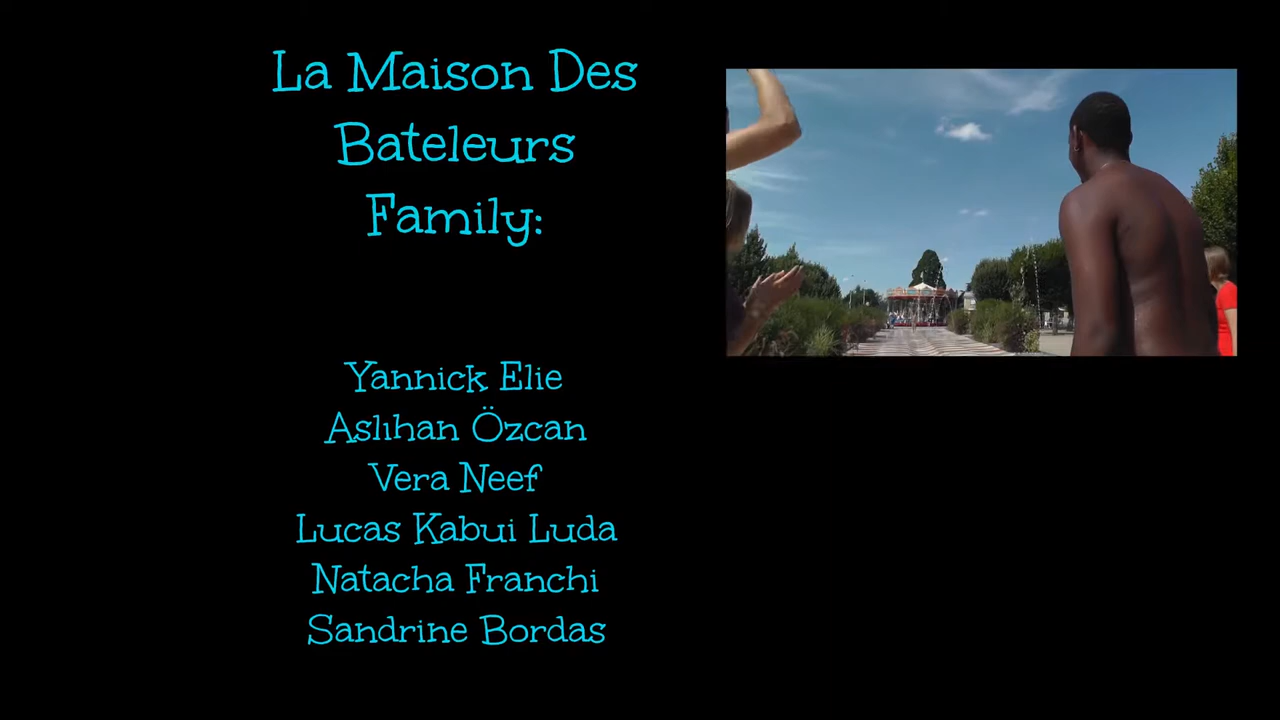 La Maison Des
Bateleurs
Family:
Yannick Elie
Aslıhan Özcan
Vera Neef
Lucas Kabui Luda
Natacha Franchi
Sandrine Bordas